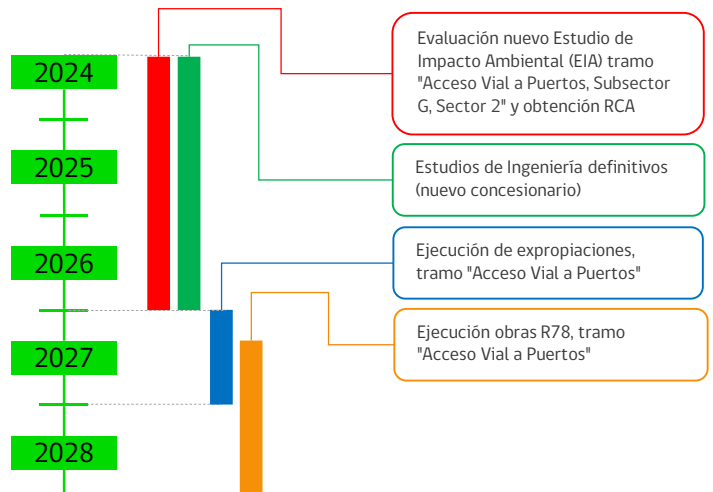 2024
2025
2026
2027
2028
Evaluación nuevo Estudio de
Impacto Ambiental (EIA) tramo
"Acceso Vial a Puertos, Subsector
G, Sector 2" y obtención RCA
Estudios de Ingeniería definitivos
(nuevo concesionario)
Ejecución de expropiaciones,
tramo "Acceso Vial a Puertos"
Ejecución obras R78, tramo
"Acceso Vial a Puertos"